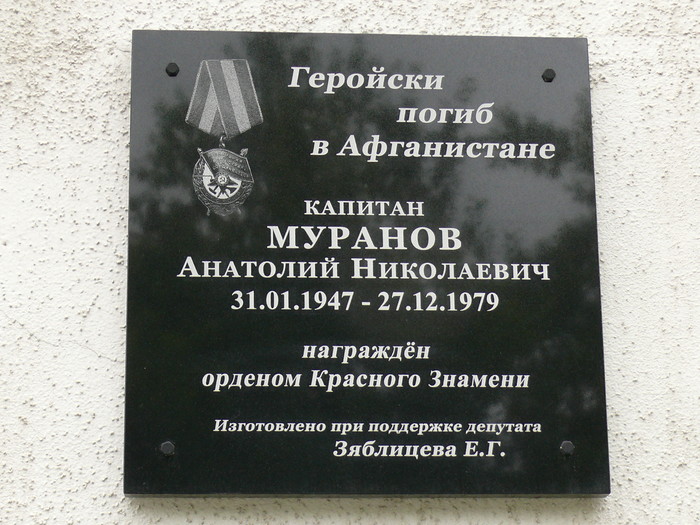 Геройски
погиб
в Афганистане
КАПИТАН
МУРАНОВ
Анатолий Николаевич
31.01.1947 - 27.12.1979
награждён
орденом Красного Знамени
Изготовлено при поддержке депутата
Зяблицева Е.Г.